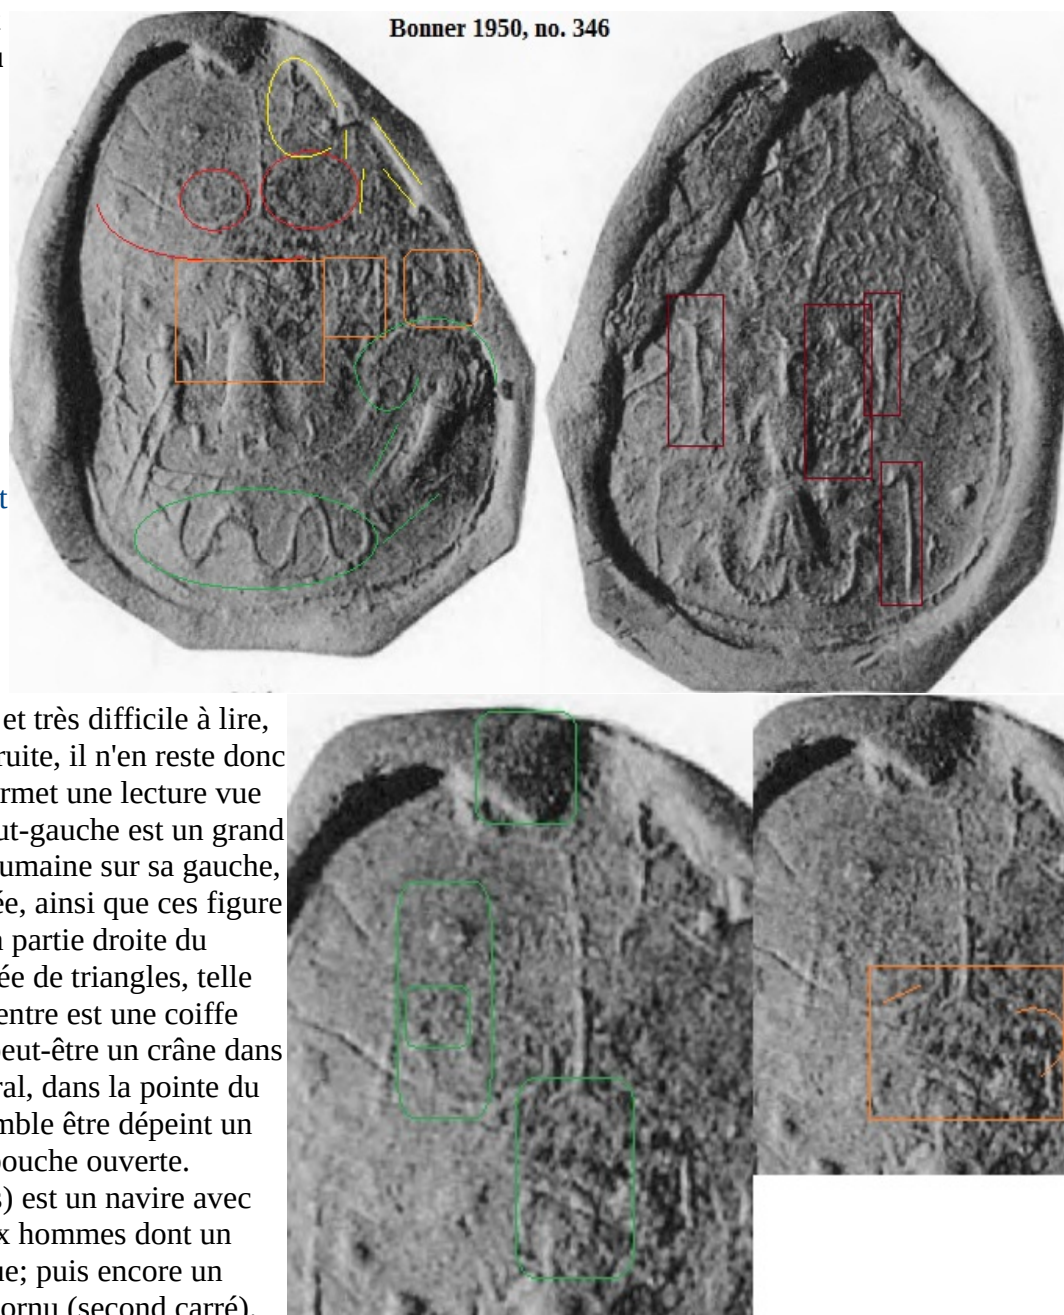 Bonner 1950, no. 346
t
et très difficile à lire,
ruite, il n'en reste donc
rmet une lecture vue
ut-gauche est un grand
umaine sur sa gauche,
ée, ainsi que ces figure
partie droite du
ée de triangles, telle
entre est une coiffe
peut-être un crâne dans
ral, dans la pointe du
mble être dépeint un
bouche ouverte.
s) est un navire avec
x hommes dont un
ue; puis encore un
ornu (second carré).